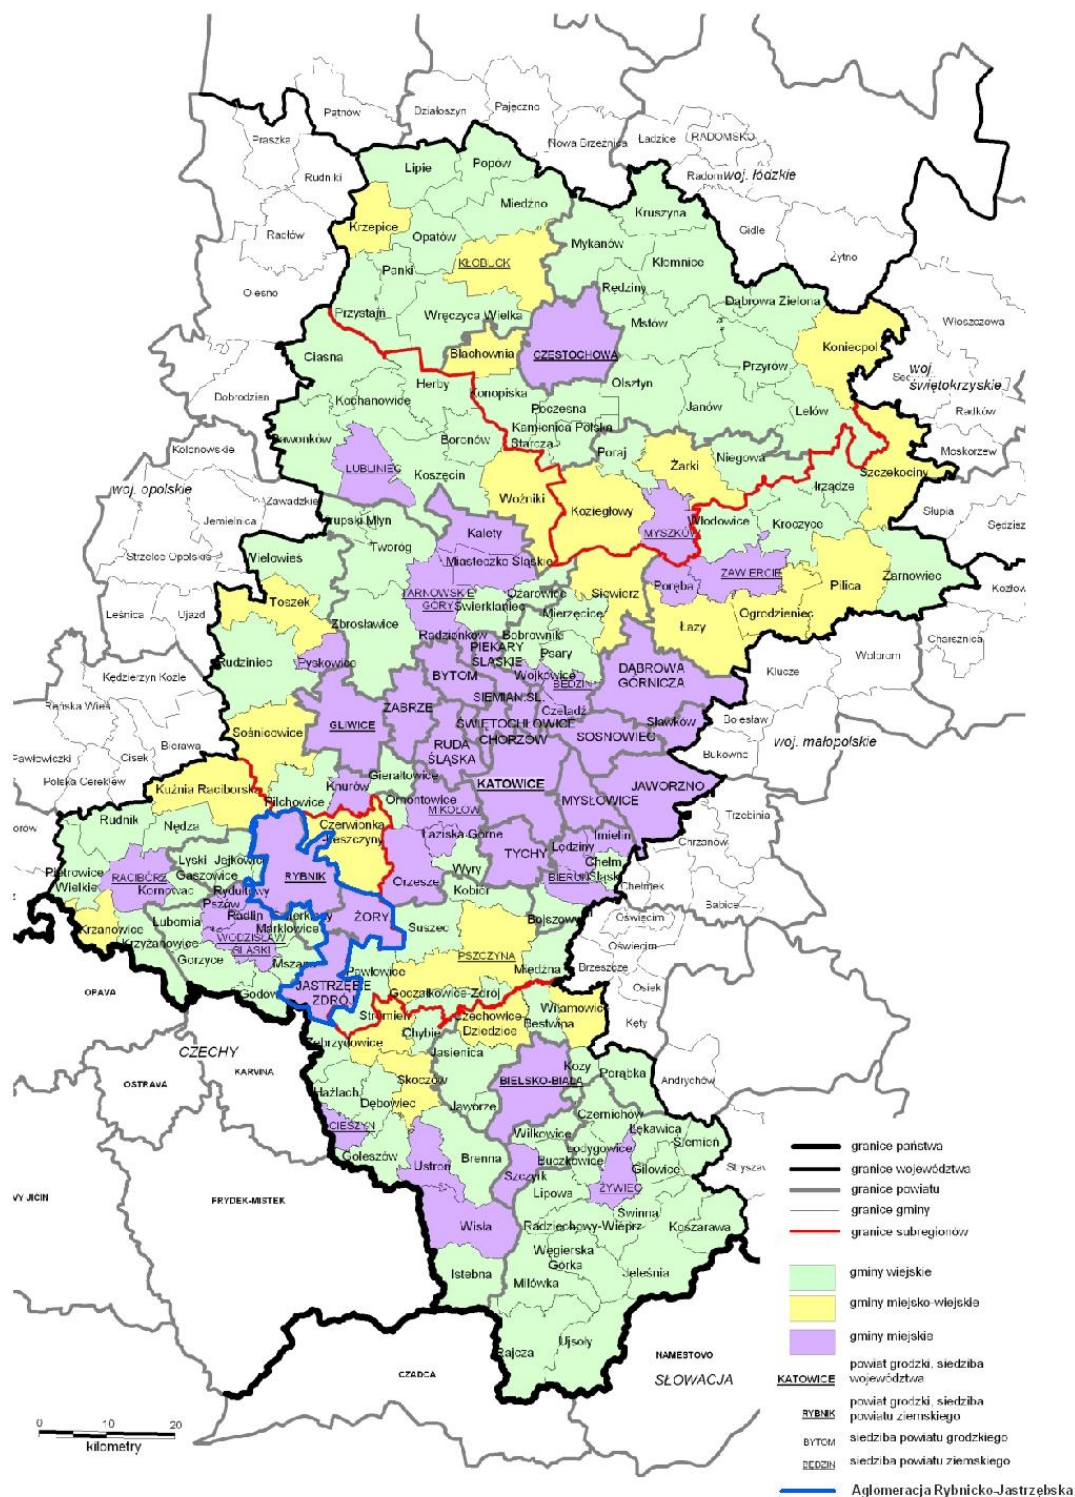 Patnów
Działoszyn
Pajęczno
Praszka
Nowa Brzeźnica
Ładzice
RADOMSKO
Rudniki
Lipie
Popów
woj. łódzkie
Miedźno
Kruszyna
Krzepice
Gidle
Radłów
Opatów
Mykanów
Żytno
KŁOBUCK
Kłomnice
Panki
Olesno
Rędziny
Dąbrowa Zielona
Przystajń
Wręczyca Wielka
Mstów
Włoszczowa
Koniecpol
Ciasna
Blachownia
CZĘSTOCHOWA
Przyrów
woj
świętokrzyskie
Dobrodzień
Herby
Konopiska
Olsztyn
Kochanowice
Poczesna
Janów
Lelów
Radków
Kamienica Polska
Pawonków
Boronów
Starcza
Kolonowskie
Poraj
Żarki
Niegowa
Moskorzew
LUBLINIEC
Koszęcin
Szczekociny
Irządze
woj. opolskie
Woźniki
Koziegłowy
Zawadzkie
Słupia
Jemielnica
Krupski Młyn
Kalety
MYSZKÓW
Włodowice
Kroczyce
Tworóg
Strzelce Opolskie
Wielowieś
Miasteczko Śląskie
ZAWIERCIE
Poręba
Pilica
Żarnowiec
TARNOWSKIE
GÓRY
Ożarowice
Siewierz
Leśnica
Ujazd
Toszek
Świerklaniec
Mierzęcice
Ogrodzieniec
Zbrosławice
Łazy
Radzionków
Bobrowniki
Charsznica
PIEKARY
ŚLĄSKIE
Psary
Rudziniec
Pyskowice
DĄBROWA
GÓRNICZA
Klucze
Wolbrom
BYTOM
Wojkowice
BĘDZIN
Kędzierzyn Koźle
SIEMIAN.ŚL.
Reńska Wieś
ZABRZE
Czeladź
Bolesław
GLIWICE
ŚWIĘTOCHŁOWICE
Sławków
Sośnicowice
CHORZÓW
SOSNOWIEC
woj. małopolskie
Bierawa
RUDA
ŚLĄSKA
Bukowno
Pawłowiczki
Cisek
Gierałtowice
Polska Cerekiew
Knurów
KATOWICE
JAWORZNO
Kuźnia Raciborska
Pilchowice
Ornontowice
MYSŁOWICE
MIKOŁÓW
Trzebinia
Rudnik
Nędza
Czerwionka
Leszczyny
Łaziska Górne
Imielin
Chrzanów
Lędziny
TYCHY
Lyski
Jejkowice
Pietrowice
Wielkie
RACIBÓRZ
Gaszowice
RYBNIK
Wyry
Chełm
Śląski
BIERUŃ
Orzesze
Chełmek
Kornowac
Rydułtowy
Kobiór
Pszów
Babice
Krzanowice
Lubomia
Radlin
Świerklany
ŻORY
Suszec
Bojszowy
Oświęcim
Marklowice
Krzyżanowice
WODZISŁAW
ŚLĄSKI
Oświęcim
Gorzyce
PSZCZYNA
Mszana
Pawłowice
Miedźna
Brzeszcze
JASTRZĘBIE
ZDRÓJ
Osiek
OPAVA
Godów
Goczałkowice-Zdrój
Wilamowice
Strumień
Czechowice
Dziedzice
Bestwina
Kęty
Chybie
Zebrzydowice
CZECHY
Jasienica
KARVINA
Kozy
OSTRAVA
Skoczów
BIELSKO-BIAŁA
Porąbka
Andrychów
Hażlach
Dębowiec
Jaworze
Czernichów
CIESZYN
Łękawica
Wilkowice
Ślemień
Goleszów
Brenna
Łodygowice
Buczkowice
Ustroń
Gilowice
Szczyrk
VY JICIN
FRYDEK-MISTEK
Lipowa
ŻYWIEC
Świnna
Wisła
Radziechowy-Wieprz
Koszarawa
Węgierska
Górka
Istebna
Milówka
Jeleśnia
Ujsoły
Rajcza
NAMESTOVO
CZADCA
SŁOWACJA
granice państwa
granice województwa
granice powiatu
granice gminy
granice subregionów
gminy wiejskie
gminy miejsko-wiejskie
gminy miejskie
KATOWICE powiat grodzki, siedziba
województwa
RYBNIK powiat grodzki, siedziba
powiatu ziemskiego
BYTOM siedziba powiatu grodzkiego
BĘDZIN siedziba powiatu ziemskiego
Aglomeracja Rybnicko-Jastrzębska
0 10 20
kilometry